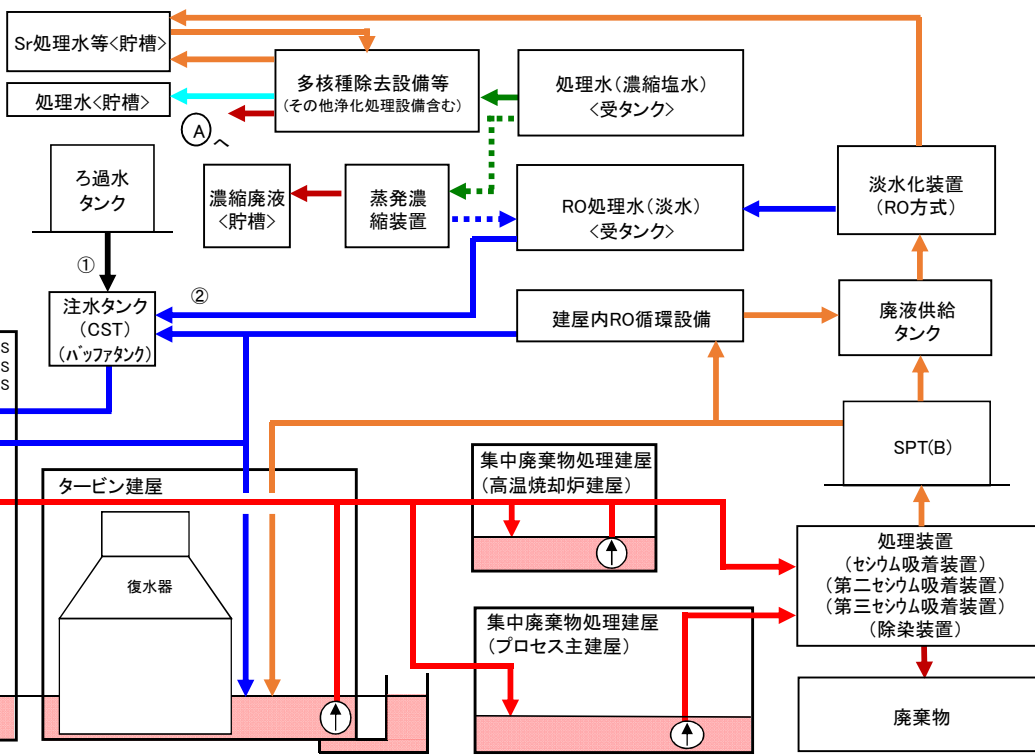 Sr処理水等<貯槽>
処理水<貯槽>
多核種除去設備等
(その他浄化処理設備含む)
A へ
処理水(濃縮塩水)
<受タンク>
ろ過水
タンク
濃縮廃液
<貯槽>
蒸発濃
縮装置
RO処理水(淡水)
<受タンク>
淡水化装置
(RO方式)
①
②
注水タンク
(CST)
(バッファタンク)
建屋内RO循環設備
廃液供給
タンク
S
S
S
SPT(B)
タービン建屋
復水器
集中廃棄物処理建屋
(高温焼却炉建屋)
集中廃棄物処理建屋
(プロセス主建屋)
処理装置
(セシウム吸着装置)
(第二セシウム吸着装置)
(第三セシウム吸着装置)
(除染装置)
廃棄物